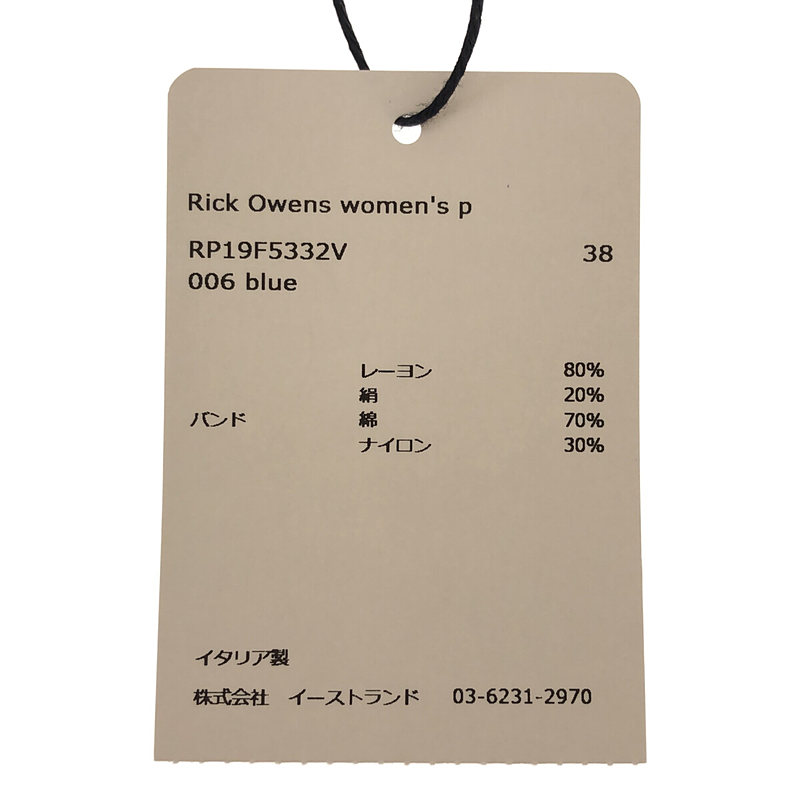 Rick Owens women's p
RP19F5332V 38
006 blue
レーヨン 80%
絹 20%
バンド 綿 70%
ナイロン 30%
イタリア製
株式会社 イーストランド 03-6231-2970